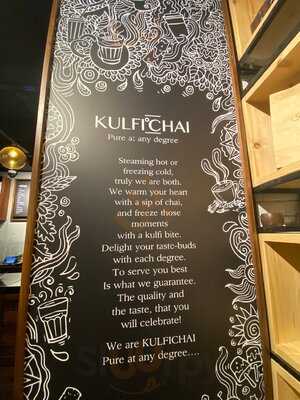 KULFI℃HAI
Pure at any degree
Steaming hot or
freezing cold,
truly we are both.
We warm your heart
with a sip of chai,
and freeze those
moments
with a kulfi bite.
Delight your taste-buds
with each degree.
To serve you best
Is what we guarantee.
The quality and
the taste, that you
will celebrate!
We are KULFICHAI
Pure at any degree....